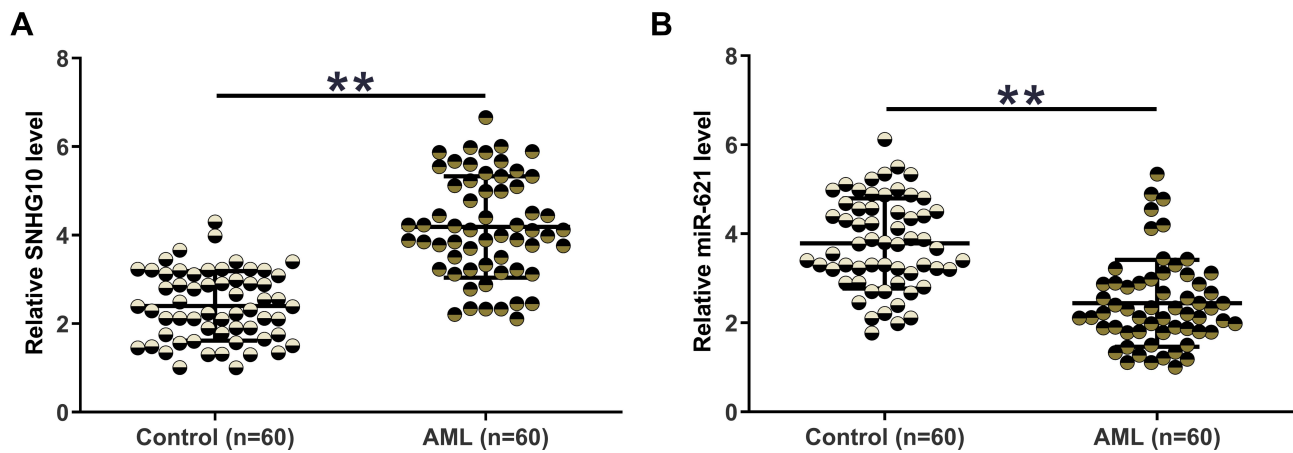 A
Relative SNHG10 level
8
6
4
2
0
**
Control (n=60)
AML (n=60)
B
Relative miR-621 level
8
6
4
2
0
**
Control (n=60)
AML (n=60)